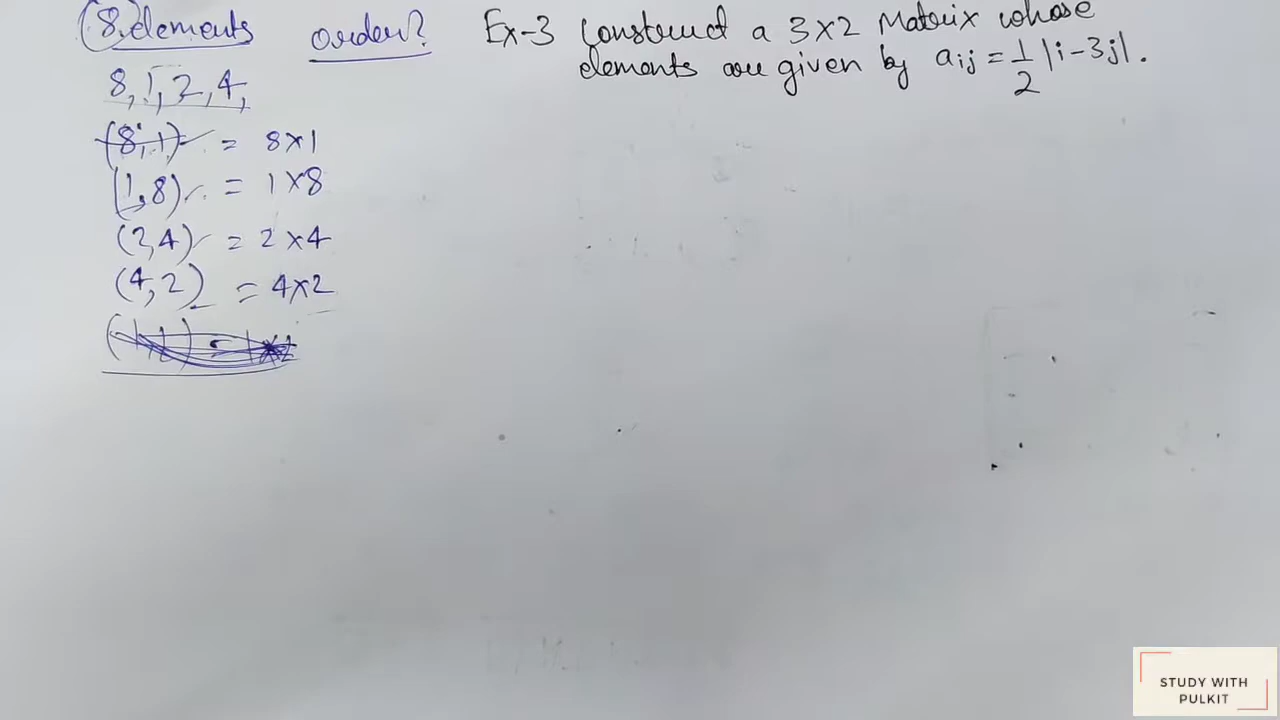 (8) elements order?
8, 1, 2, 4,
(8, 1) = 8×1
(1, 8) = 1×8
(2, 4) = 2×4
(4, 2) = 4×2
Ex-3 Construct a 3×2 Matrix whose
elements are given by aij = 1/2 |i-3j|.
STUDY WITH
PULKIT